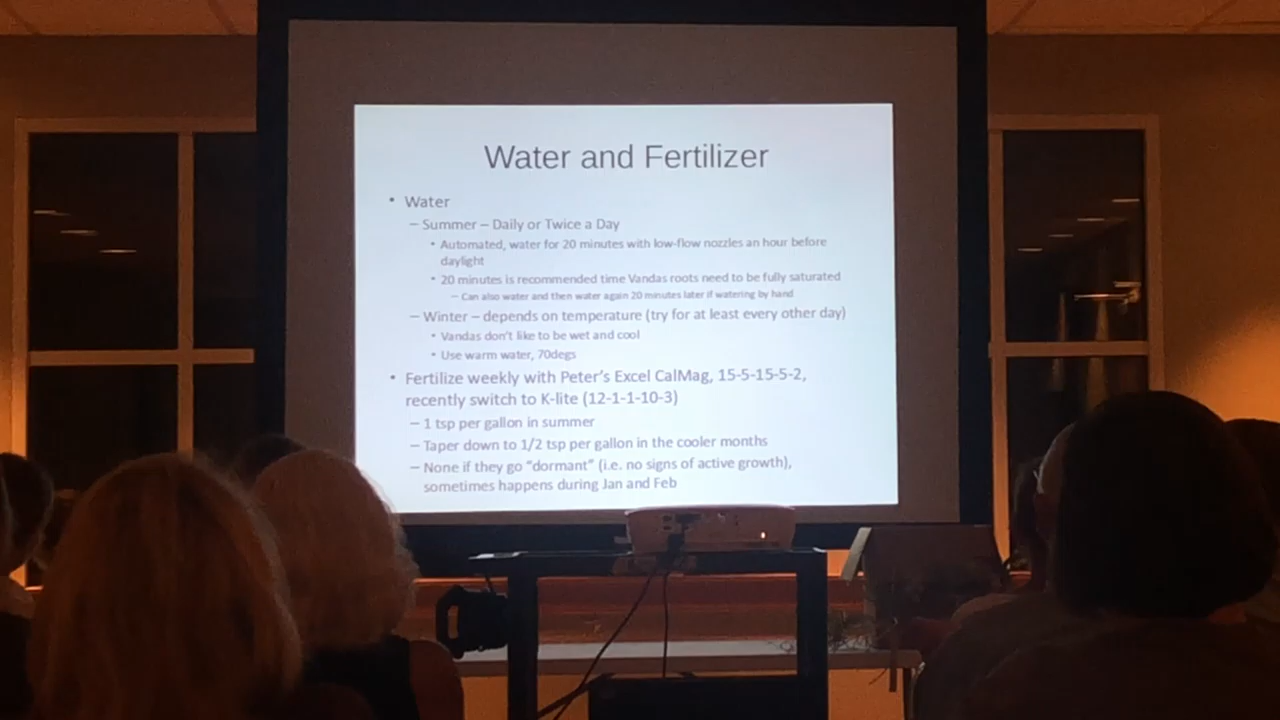 Water and Fertilizer
• Water
– Summer – Daily or Twice a Day
• Automated, water for 20 minutes with low-flow nozzles an hour before
daylight
• 20 minutes is recommended time Vandas roots need to be fully saturated
– Can also water and then water again 20 minutes later if watering by hand
– Winter – depends on temperature (try for at least every other day)
• Vandas don't like to be wet and cool
• Use warm water, 70degs
• Fertilize weekly with Peter's Excel CalMag, 15-5-15-5-2,
recently switch to K-lite (12-1-1-10-3)
– 1 tsp per gallon in summer
– Taper down to 1/2 tsp per gallon in the cooler months
– None if they go "dormant" (i.e. no signs of active growth),
sometimes happens during Jan and Feb